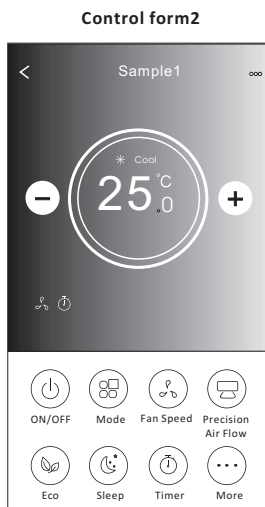 Control form2
Sample1
Cool
25.0
°C
ON/OFF Mode Fan Speed Precision
Air Flow
Eco Sleep Timer More